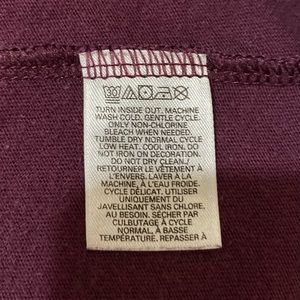 TURN INSIDE OUT. MACHINE
WASH COLD. GENTLE CYCLE.
ONLY NON-CHLORINE
BLEACH WHEN NEEDED.
TUMBLE DRY NORMAL CYCLE
LOW HEAT. COOL IRON. DO
NOT IRON ON DECORATION.
DO NOT DRY CLEAN./
RETOURNER LE VÊTEMENT À
L'ENVERS. LAVER À LA
MACHINE, À L'EAU FROIDE.
CYCLE DÉLICAT. UTILISER
UNIQUEMENT DU
JAVELLISANT SANS CHLORE.
AU BESOIN. SÉCHER PAR
CULBUTAGE À CYCLE
NORMAL, À BASSE
TEMPÉRATURE. REPASSER À